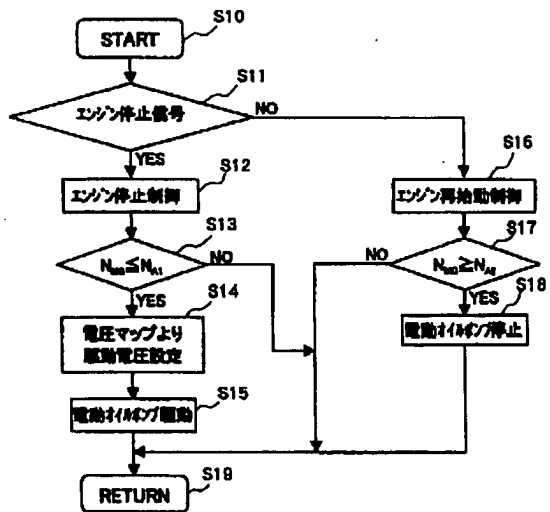 START
S10
エンジン停止信号
S11
NO
YES
エンジン停止制御
S12
N_MG≦N_A1
S13
NO
YES
電圧マップより
駆動電圧設定
S14
電動オイルポンプ駆動
S15
エンジン再始動制御
S16
N_MG≧N_A2
S17
NO
YES
電動オイルポンプ停止
S18
RETURN
S19